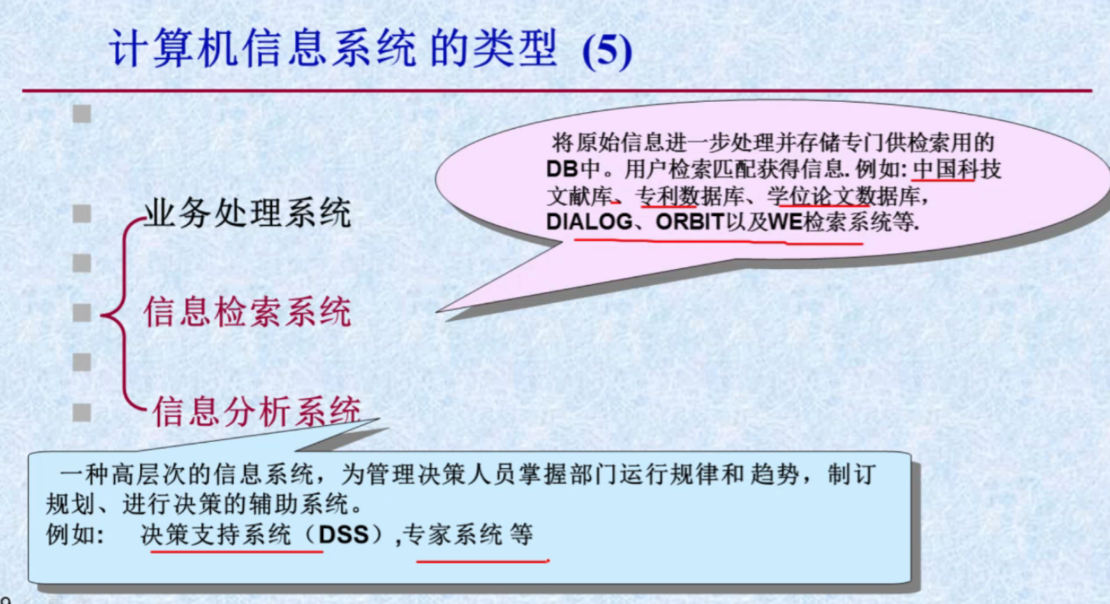 计算机信息系统 的类型 (5)
将原始信息进一步处理并存储专门供检索用的
DB中。用户检索匹配获得信息. 例如: 中国科技
文献库、专利数据库、学位论文数据库，
DIALOG、ORBIT以及WE检索系统等.
业务处理系统
信息检索系统
信息分析系统
一种高层次的信息系统，为管理决策人员掌握部门运行规律和 趋势，制订
规划、进行决策的辅助系统。
例如: 决策支持系统（DSS）,专家系统 等
9